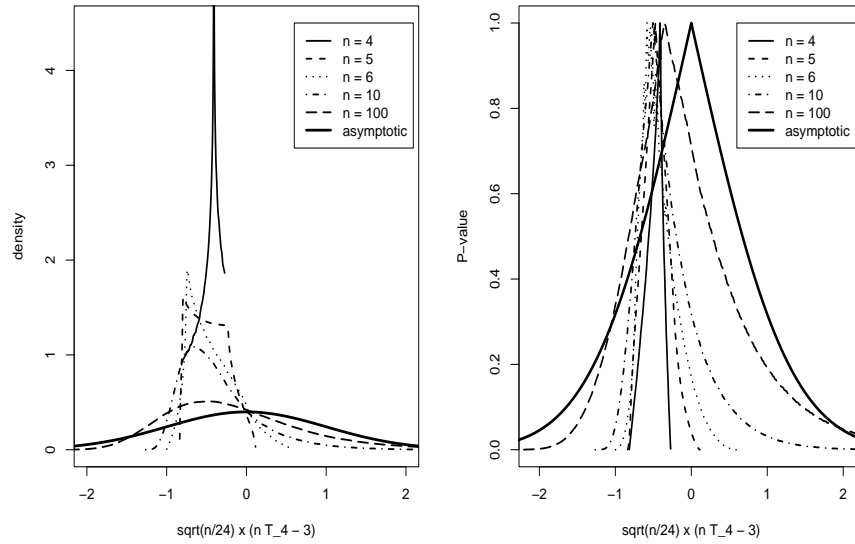 density
0
1
2
3
4
−2
−1
0
1
2
sqrt(n/24) x (n T_4 − 3)
n = 4
n = 5
n = 6
n = 10
n = 100
asymptotic
P−value
0.0
0.2
0.4
0.6
0.8
1.0
−2
−1
0
1
2
sqrt(n/24) x (n T_4 − 3)
n = 4
n = 5
n = 6
n = 10
n = 100
asymptotic